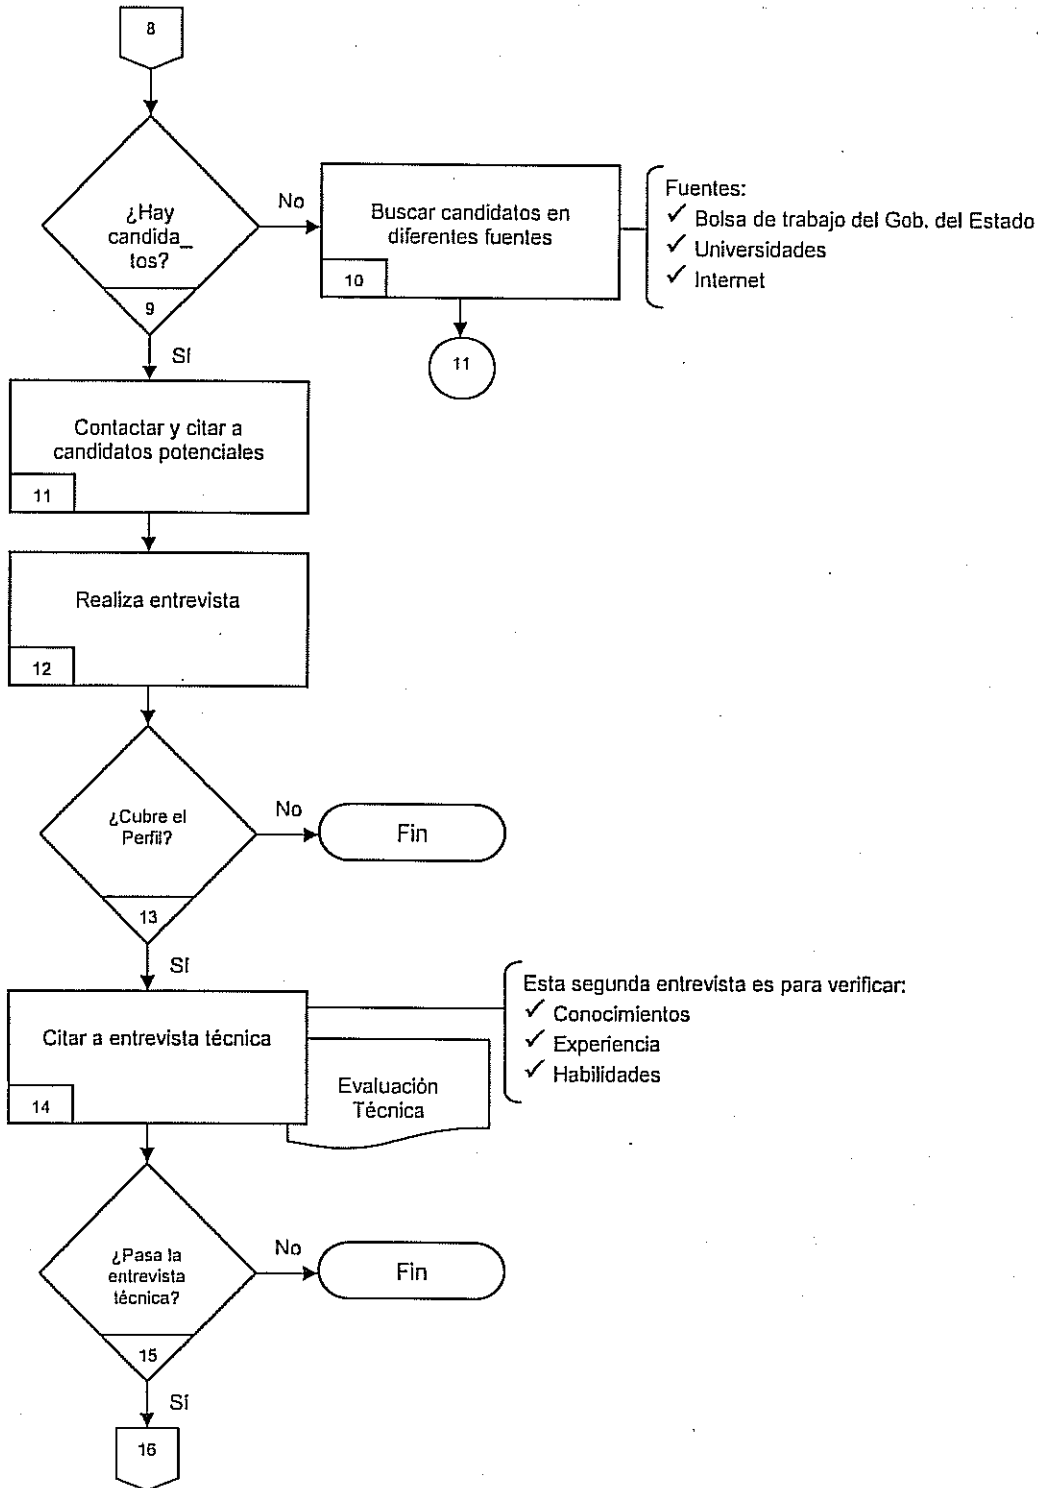 8
¿Hay
candida_
tos?
9
No
Buscar candidatos en
diferentes fuentes
10
Fuentes:
✓ Bolsa de trabajo del Gob. del Estado
✓ Universidades
✓ Internet
11
Sí
Contactar y citar a
candidatos potenciales
11
Realiza entrevista
12
¿Cubre el
Perfil?
13
No
Fin
Sí
Citar a entrevista técnica
14
Evaluación
Técnica
Esta segunda entrevista es para verificar:
✓ Conocimientos
✓ Experiencia
✓ Habilidades
¿Pasa la
entrevista
técnica?
15
No
Fin
Sí
16